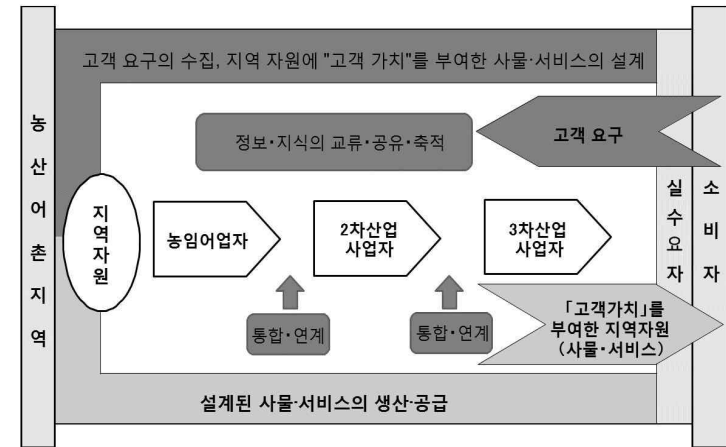 고객 요구의 수집, 지역 자원에 "고객 가치"를 부여한 사물·서비스의 설계
농산어촌지역
정보·지식의 교류·공유·축적
고객 요구
지역자원
농임어업자
2차산업
사업자
3차산업
사업자
실수요자
소비자
통합·연계
통합·연계
「고객가치」를
부여한 지역자원
(사물·서비스)
설계된 사물·서비스의 생산·공급